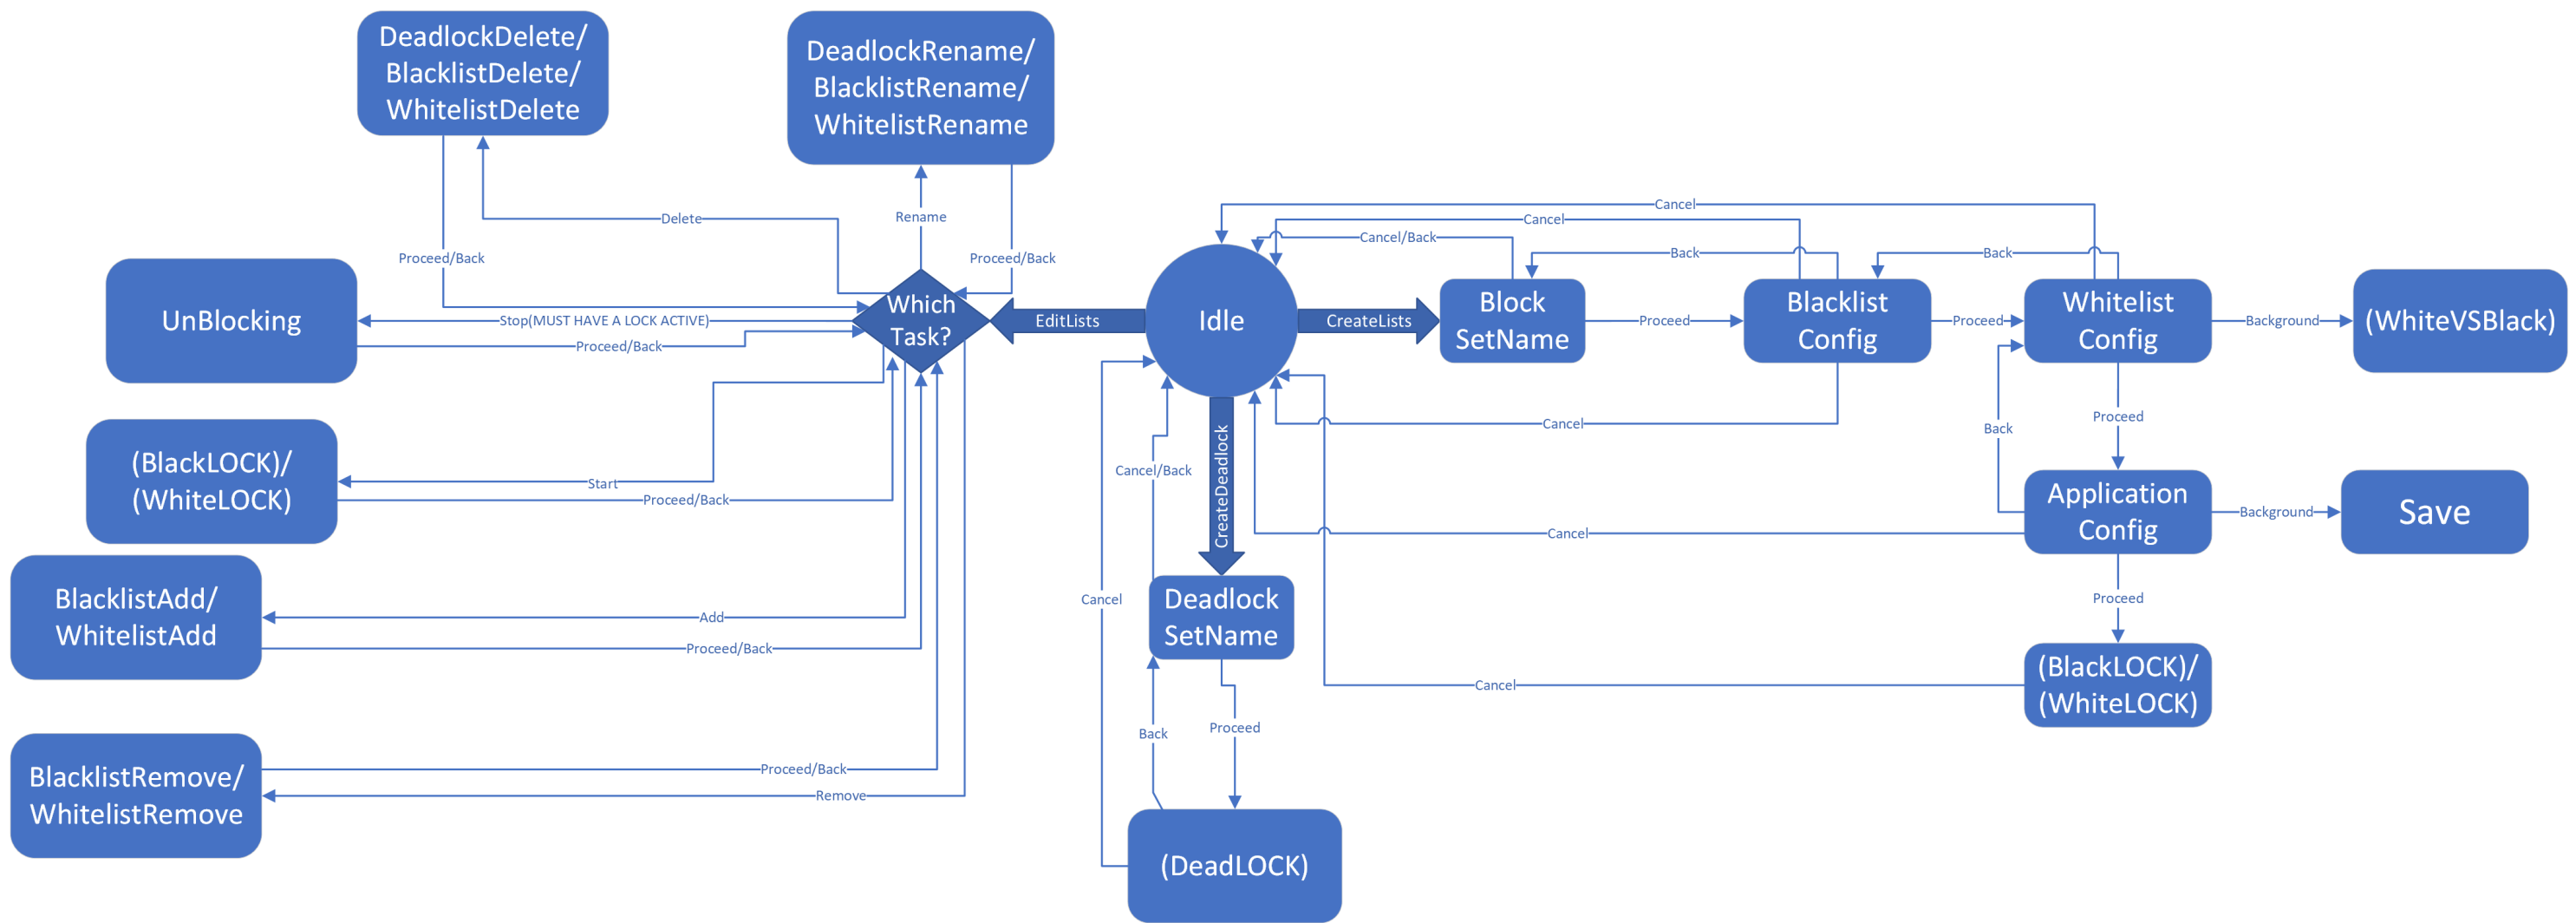 DeadlockDelete/
BlacklistDelete/
WhitelistDelete
DeadlockRename/
BlacklistRename/
WhitelistRename
Delete
Rename
Proceed/Back
Proceed/Back
Cancel
Cancel
Cancel/Back
Back
Back
UnBlocking
Stop(MUST HAVE A LOCK ACTIVE)
Proceed/Back
Which
Task?
EditLists
Idle
CreateLists
Block
SetName
Proceed
Blacklist
Config
Proceed
Whitelist
Config
Background
(WhiteVSBlack)
(BlackLOCK)/
(WhiteLOCK)
Start
Proceed/Back
Cancel/Back
CreateDeadlock
Cancel
Proceed
Back
Application
Config
Background
Save
Cancel
BlacklistAdd/
WhitelistAdd
Add
Proceed/Back
Cancel
Deadlock
SetName
Proceed
(BlackLOCK)/
(WhiteLOCK)
Cancel
BlacklistRemove/
WhitelistRemove
Proceed/Back
Remove
Back
Proceed
(DeadLOCK)